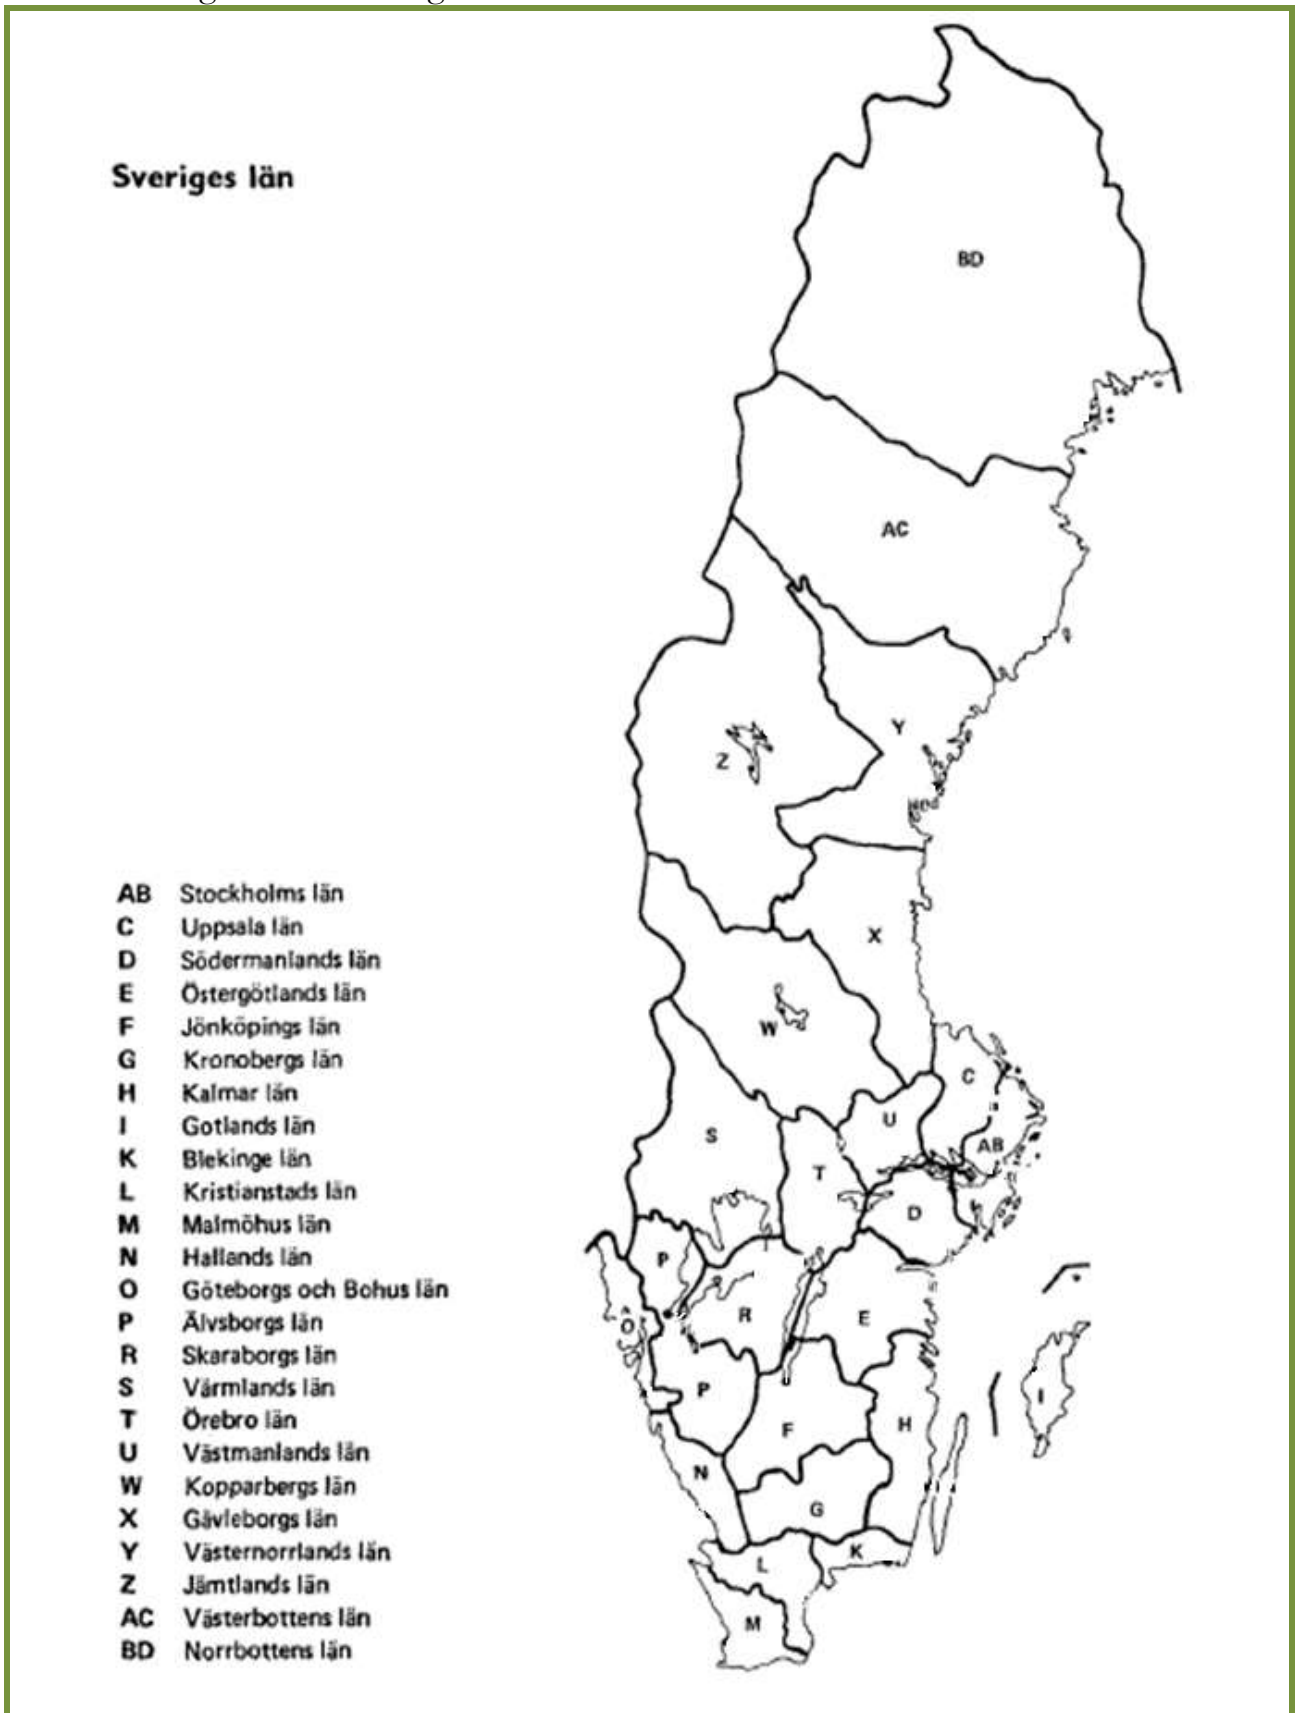 Sveriges län
BD
AC
Y
Z
X
W
C
U
S
AB
T
D
P
R
E
O
P
I
F
H
N
G
K
L
M
AB Stockholms län
C Uppsala län
D Södermanlands län
E Östergötlands län
F Jönköpings län
G Kronobergs län
H Kalmar län
I Gotlands län
K Blekinge län
L Kristianstads län
M Malmöhus län
N Hallands län
O Göteborgs och Bohus län
P Älvsborgs län
R Skaraborgs län
S Värmlands län
T Örebro län
U Västmanlands län
W Kopparbergs län
X Gävleborgs län
Y Västernorrlands län
Z Jämtlands län
AC Västerbottens län
BD Norrbottens län